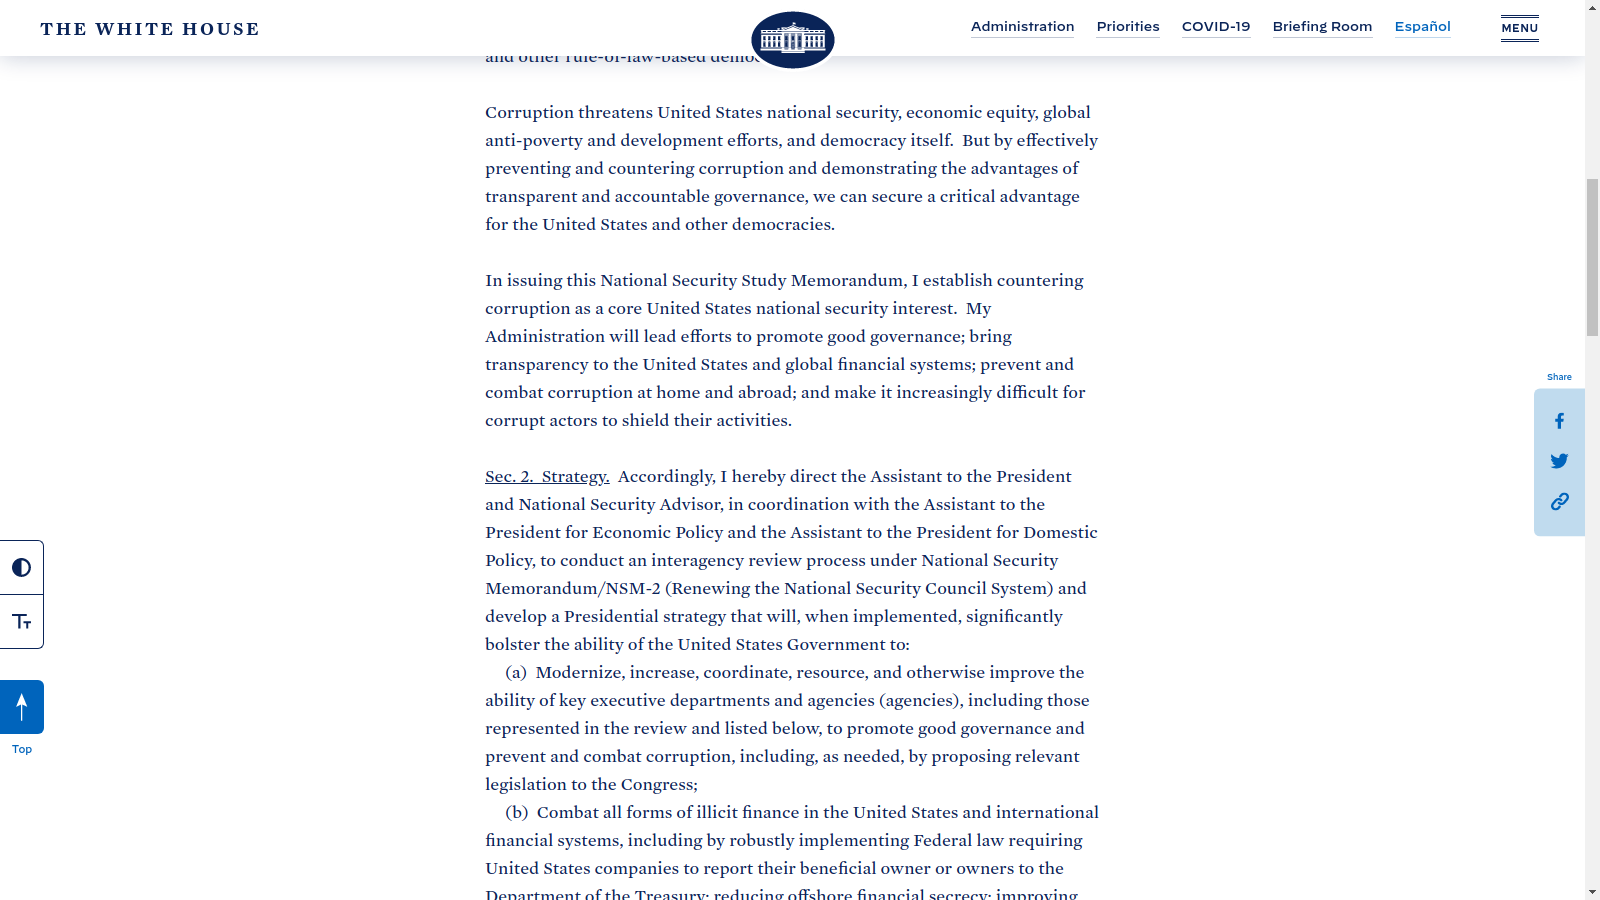 THE WHITE HOUSE
Administration
Priorities
COVID-19
Briefing Room
Español
MENU
and other rule-of-law-based
Corruption threatens United States national security, economic equity, global
anti-poverty and development efforts, and democracy itself.  But by effectively
preventing and countering corruption and demonstrating the advantages of
transparent and accountable governance, we can secure a critical advantage
for the United States and other democracies.
In issuing this National Security Study Memorandum, I establish countering
corruption as a core United States national security interest.  My
Administration will lead efforts to promote good governance; bring
transparency to the United States and global financial systems; prevent and
combat corruption at home and abroad; and make it increasingly difficult for
corrupt actors to shield their activities.
Sec. 2.  Strategy.  Accordingly, I hereby direct the Assistant to the President
and National Security Advisor, in coordination with the Assistant to the
President for Economic Policy and the Assistant to the President for Domestic
Policy, to conduct an interagency review process under National Security
Memorandum/NSM-2 (Renewing the National Security Council System) and
develop a Presidential strategy that will, when implemented, significantly
bolster the ability of the United States Government to:
(a)  Modernize, increase, coordinate, resource, and otherwise improve the
ability of key executive departments and agencies (agencies), including those
represented in the review and listed below, to promote good governance and
prevent and combat corruption, including, as needed, by proposing relevant
legislation to the Congress;
(b)  Combat all forms of illicit finance in the United States and international
financial systems, including by robustly implementing Federal law requiring
United States companies to report their beneficial owner or owners to the
Department of the Treasury; reducing offshore financial secrecy; improving
Share
Tт
Top